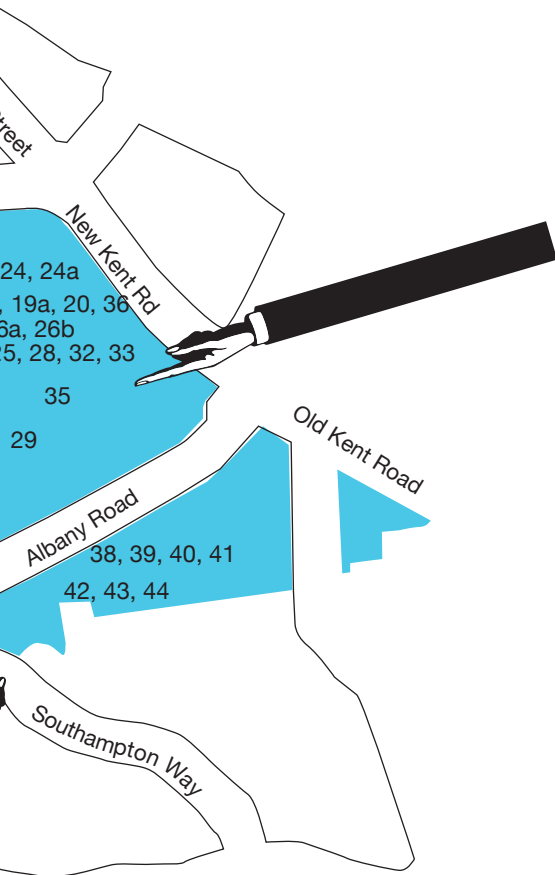 New Kent Rd
24, 24a
19a, 20, 36
26b
28, 32, 33
35
29
Old Kent Road
Albany Road
38, 39, 40, 41
42, 43, 44
Southampton Way